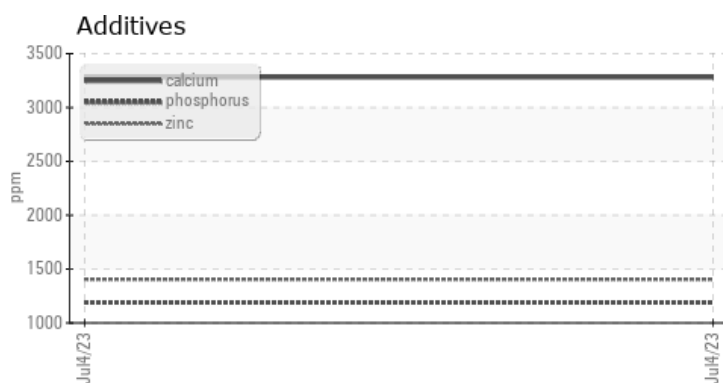 Additives
3500
3000
2500
2000
1500
1000
ppm
calcium
phosphorus
zinc
Jul4/23
Jul4/23